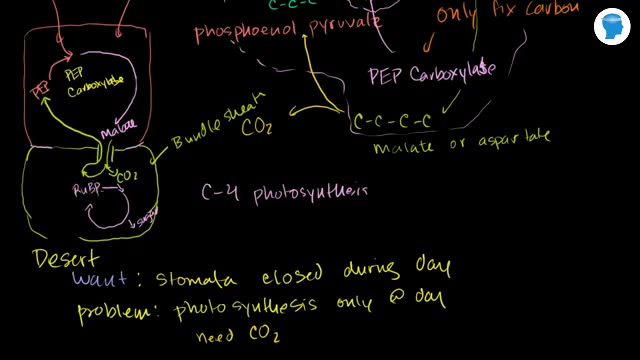 only fix carbon
C-C-C
phosphoenol pyruvate
PEP Carboxylase
PEP
PEP Carboxylase
Malate
C-C-C-C
CO2
malate or aspartate
Bundle sheath
CO2
RuBP
C-4 photosynthesis
Desert
want: stomata closed during day
problem: photosynthesis only @ day
need CO2